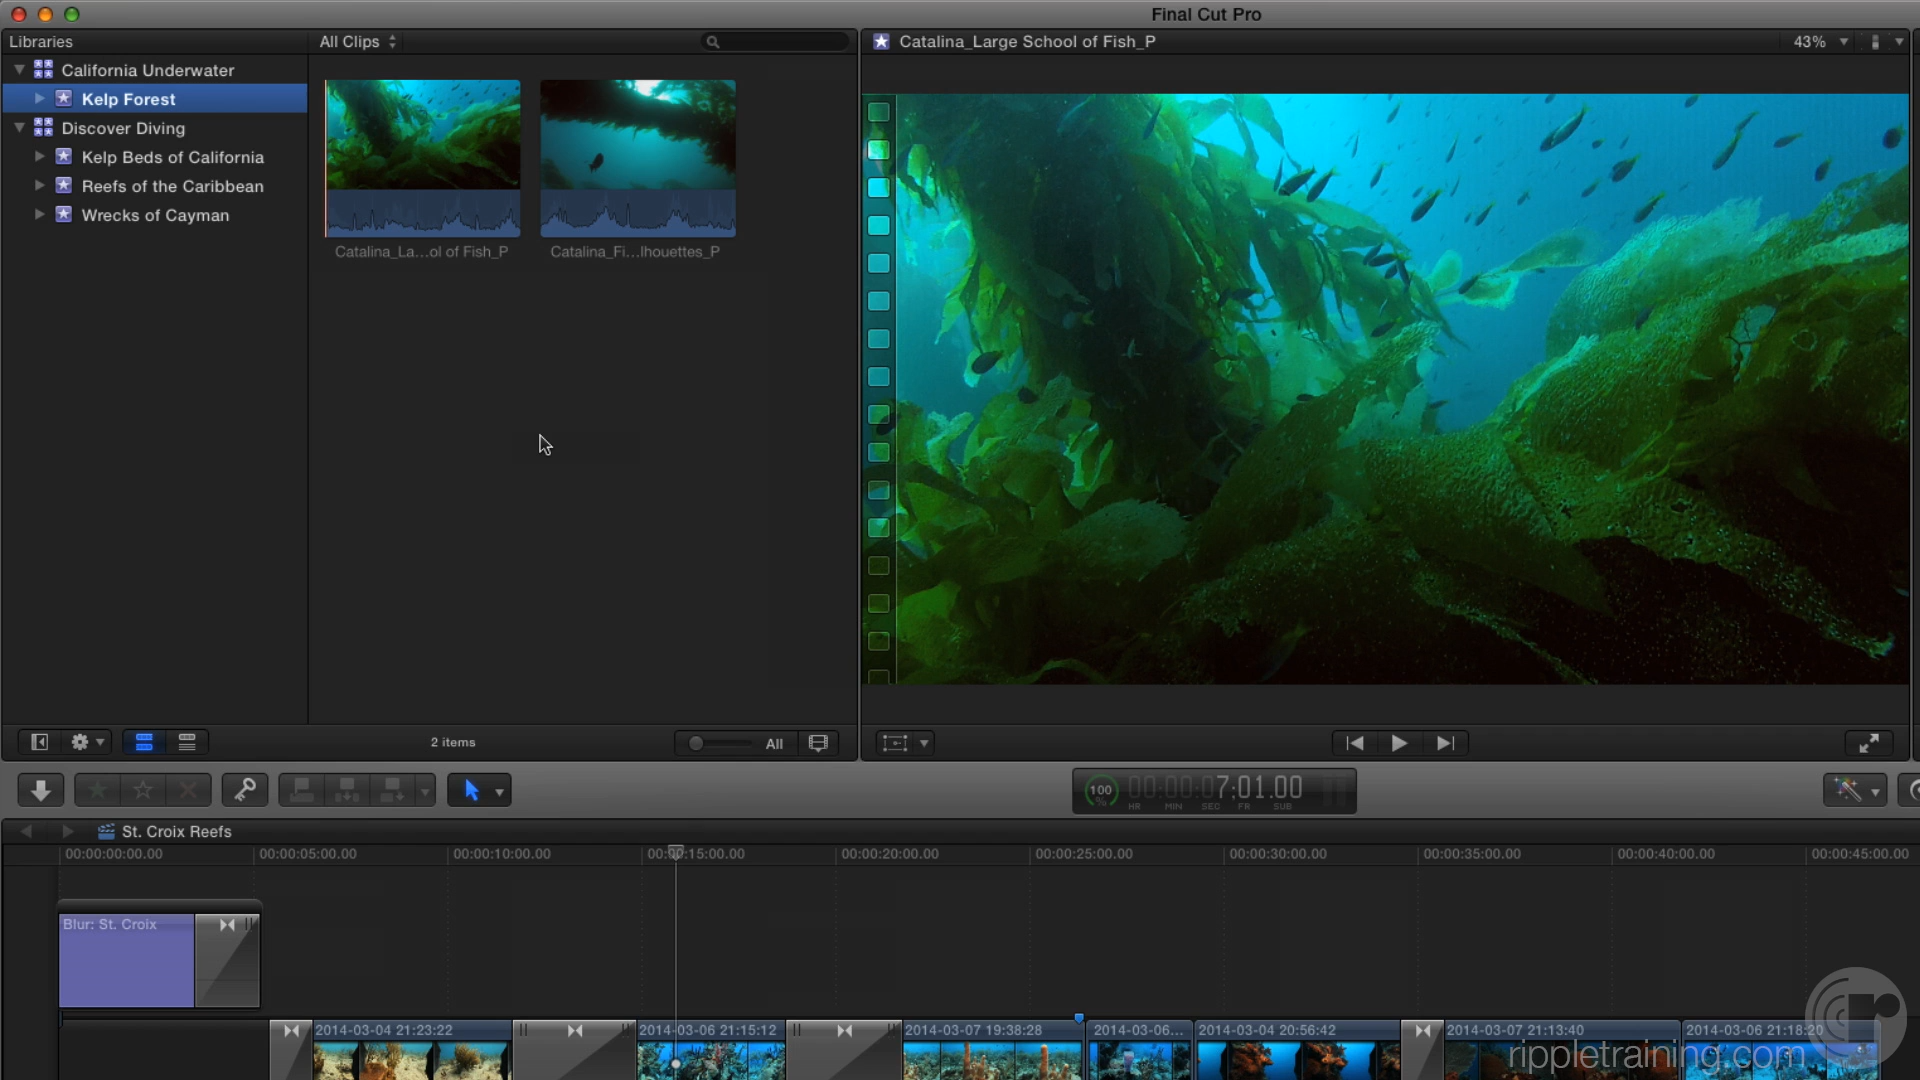 Final Cut Pro
Libraries
All Clips
Catalina_Large School of Fish_P
43%
California Underwater
Kelp Forest
Discover Diving
Kelp Beds of California
Reefs of the Caribbean
Wrecks of Cayman
Catalina_La...ol of Fish_P
Catalina_Fi...lhouettes_P
2 items
All
100
%
00:00:07:01.00
HR MIN SEC FR SUB
St. Croix Reefs
00:00:00:00.00
00:00:05:00.00
00:00:10:00.00
00:00:15:00.00
00:00:20:00.00
00:00:25:00.00
00:00:30:00.00
00:00:35:00.00
00:00:40:00.00
00:00:45:00.00
Blur: St. Croix
2014-03-04 21:23:22
2014-03-06 21:15:12
2014-03-07 19:38:28
2014-03-06...
2014-03-04 20:56:42
2014-03-07 21:13:40
2014-03-06 21:18:20
rippletraining.com